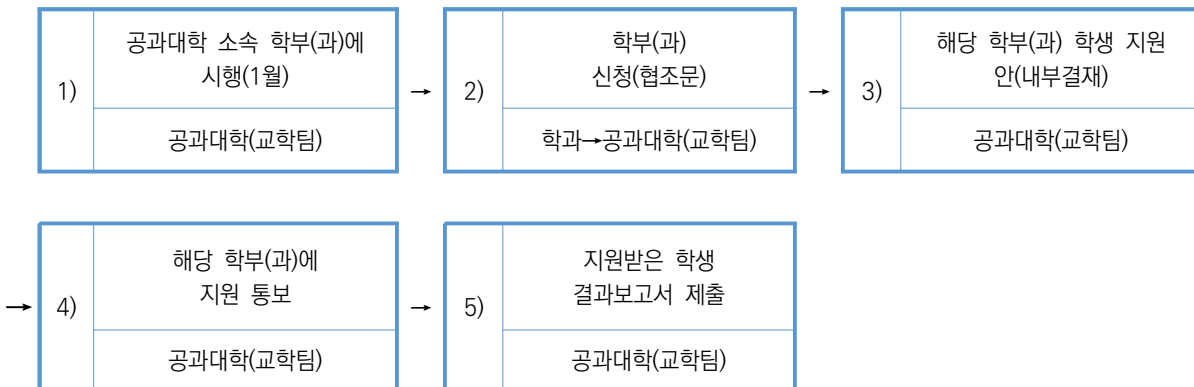 1)
공과대학 소속 학부(과)에
시행(1월)
공과대학(교학팀)
→
2)
학부(과)
신청(협조문)
학과→공과대학(교학팀)
→
3)
해당 학부(과) 학생 지원
안(내부결재)
공과대학(교학팀)
→
4)
해당 학부(과)에
지원 통보
공과대학(교학팀)
→
5)
지원받은 학생
결과보고서 제출
공과대학(교학팀)